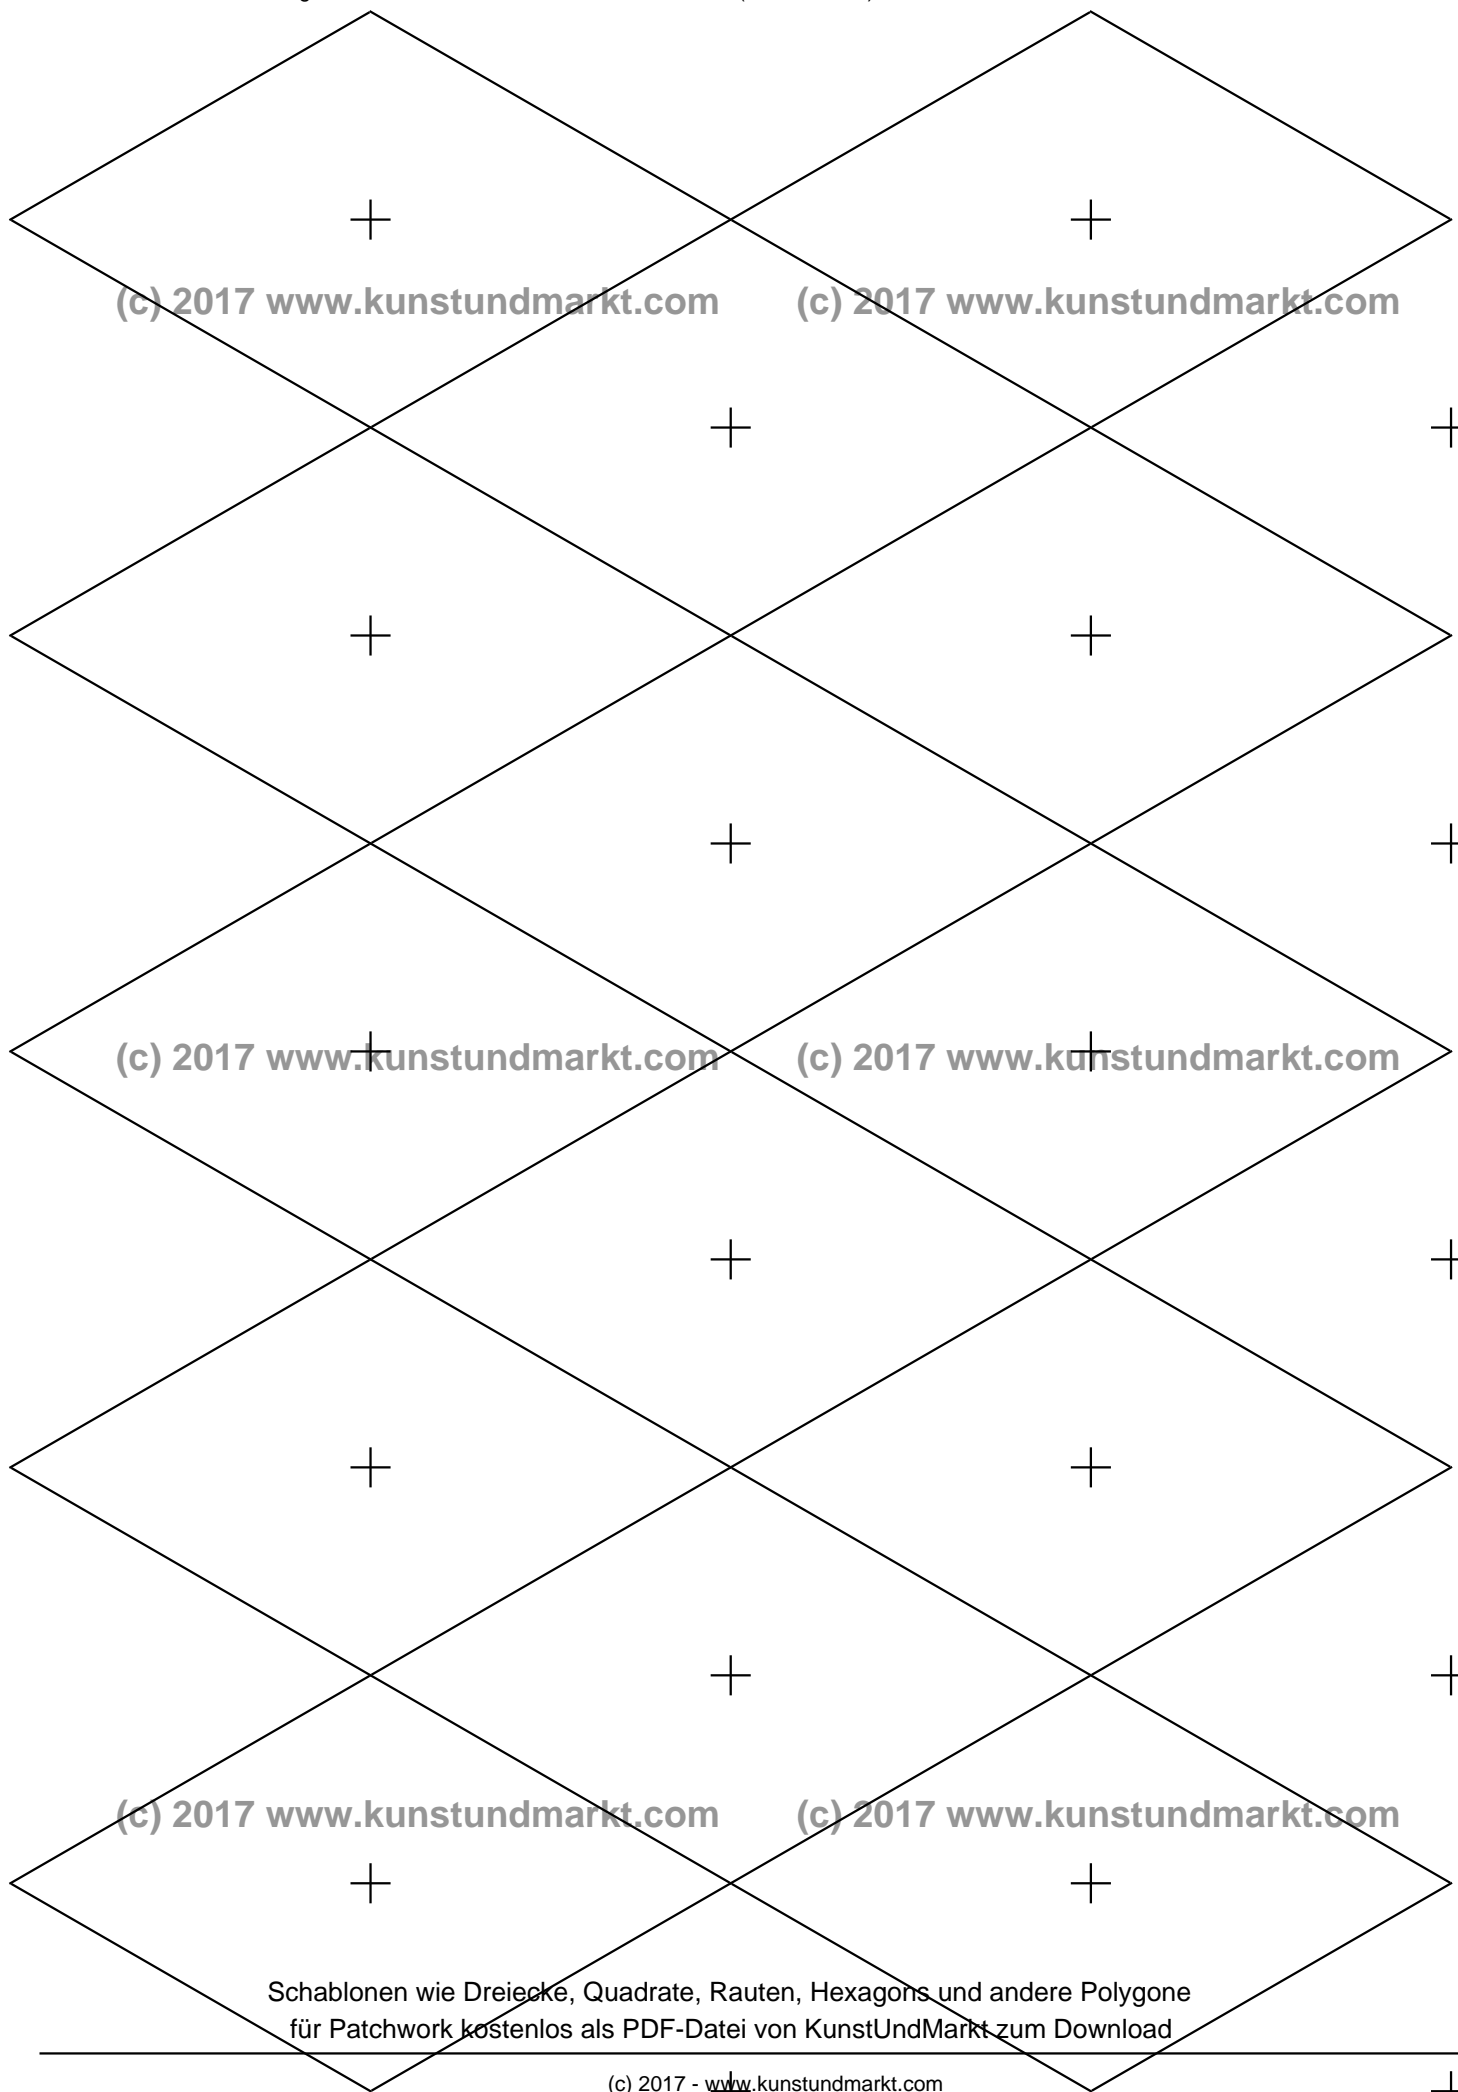 (c) 2017 www.kunstundmarkt.com (c) 2017 www.kunstundmarkt.com
(c) 2017 www.kunstundmarkt.com (c) 2017 www.kunstundmarkt.com
(c) 2017 www.kunstundmarkt.com (c) 2017 www.kunstundmarkt.com
Schablonen wie Dreiecke, Quadrate, Rauten, Hexagons und andere Polygone
für Patchwork kostenlos als PDF-Datei von KunstUndMarkt zum Download
(c) 2017 - www.kunstundmarkt.com